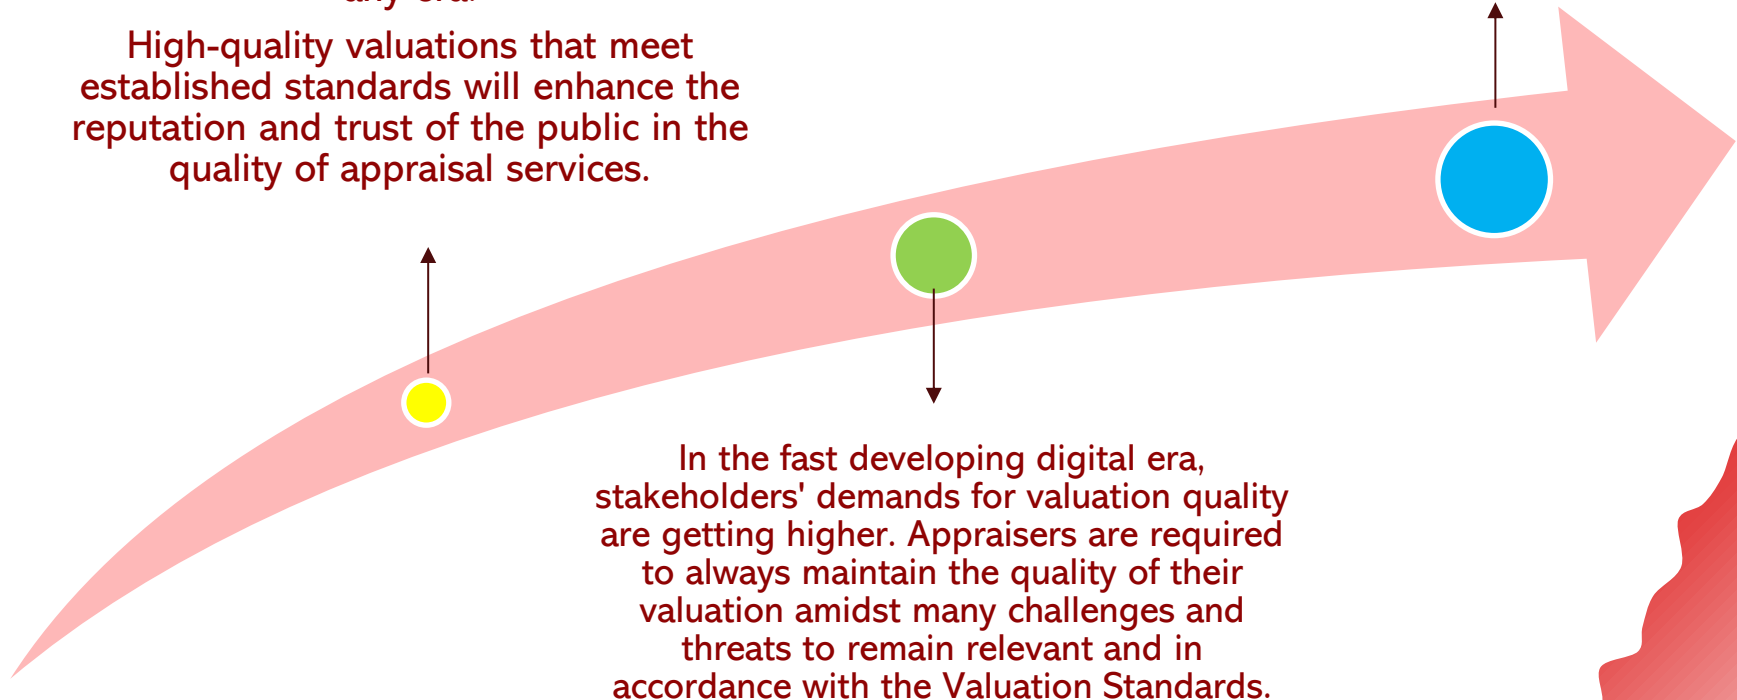 any era.
High-quality valuations that meet
established standards will enhance the
reputation and trust of the public in the
quality of appraisal services.
In the fast developing digital era,
stakeholders' demands for valuation quality
are getting higher. Appraisers are required
to always maintain the quality of their
valuation amidst many challenges and
threats to remain relevant and in
accordance with the Valuation Standards.